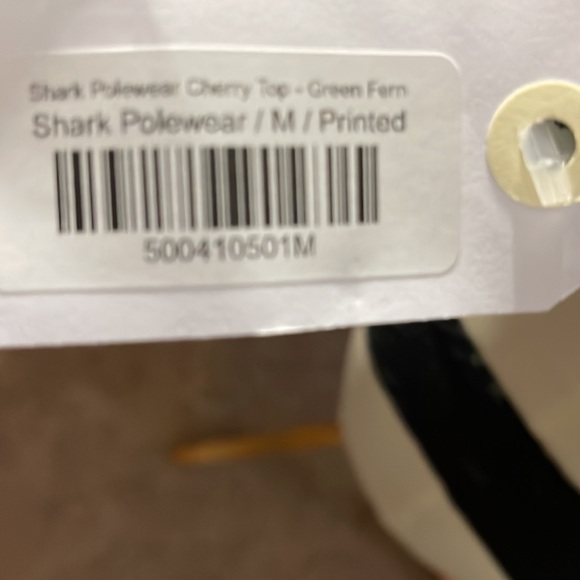 Shark Polewear Cherry Top - Green Fern
Shark Polewear / M / Printed
500410501M